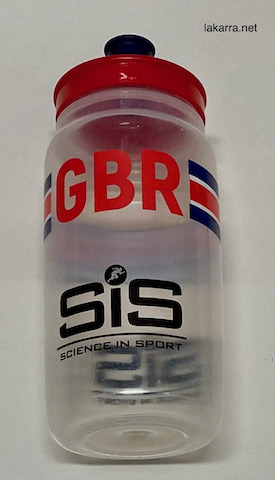 lakarra.net
GBR
SiS
SCIENCE IN SPORT